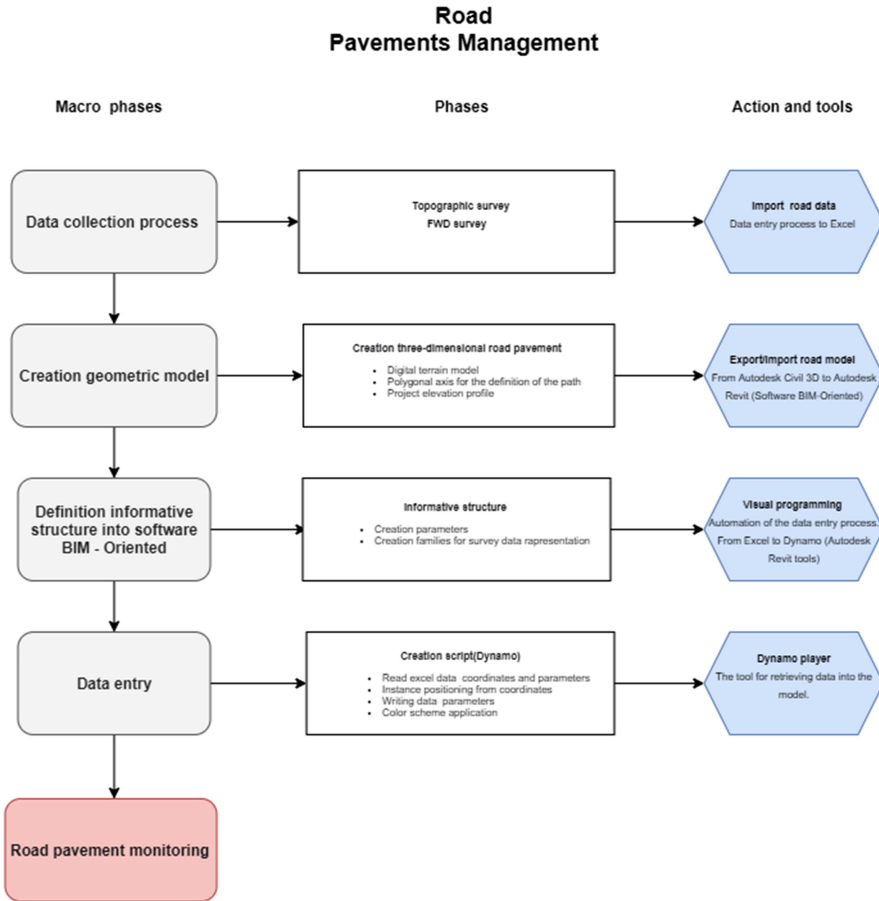 Road
Pavements Management
Macro phases
Phases
Action and tools
Data collection process
Topographic survey
FWD survey
Import road data
Data entry process to Excel
Creation geometric model
Creation three-dimensional road pavement
Digital terrain model
Polygonal axis for the definition of the path
Project elevation profile
Export/Import road model
From Autodesk Civil 3D to Autodesk
Revit (Software BIM-Oriented)
Definition informative
structure into software
BIM - Oriented
Informative structure
Creation parameters
Creation families for survey data rapresentation
Visual programming
Automation of the data entry process.
From Excel to Dynamo (Autodesk
Revit tools)
Data entry
Creation script(Dynamo)
Read excel data coordinates and parameters
Instance positioning from coordinates
Writing data parameters
Color scheme application
Dynamo player
The tool for retrieving data into the
model.
Road pavement monitoring